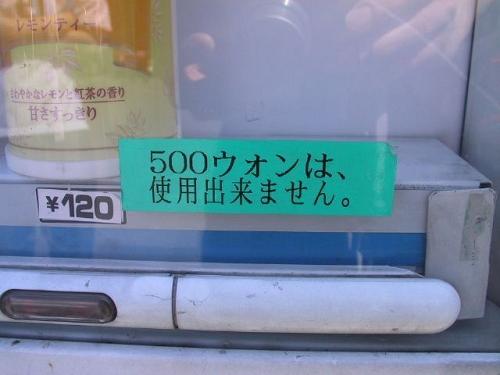 レモンティー
さわやかなレモンと紅茶の香り
甘さすっきり
500ウォンは、
使用出来ません。
¥120